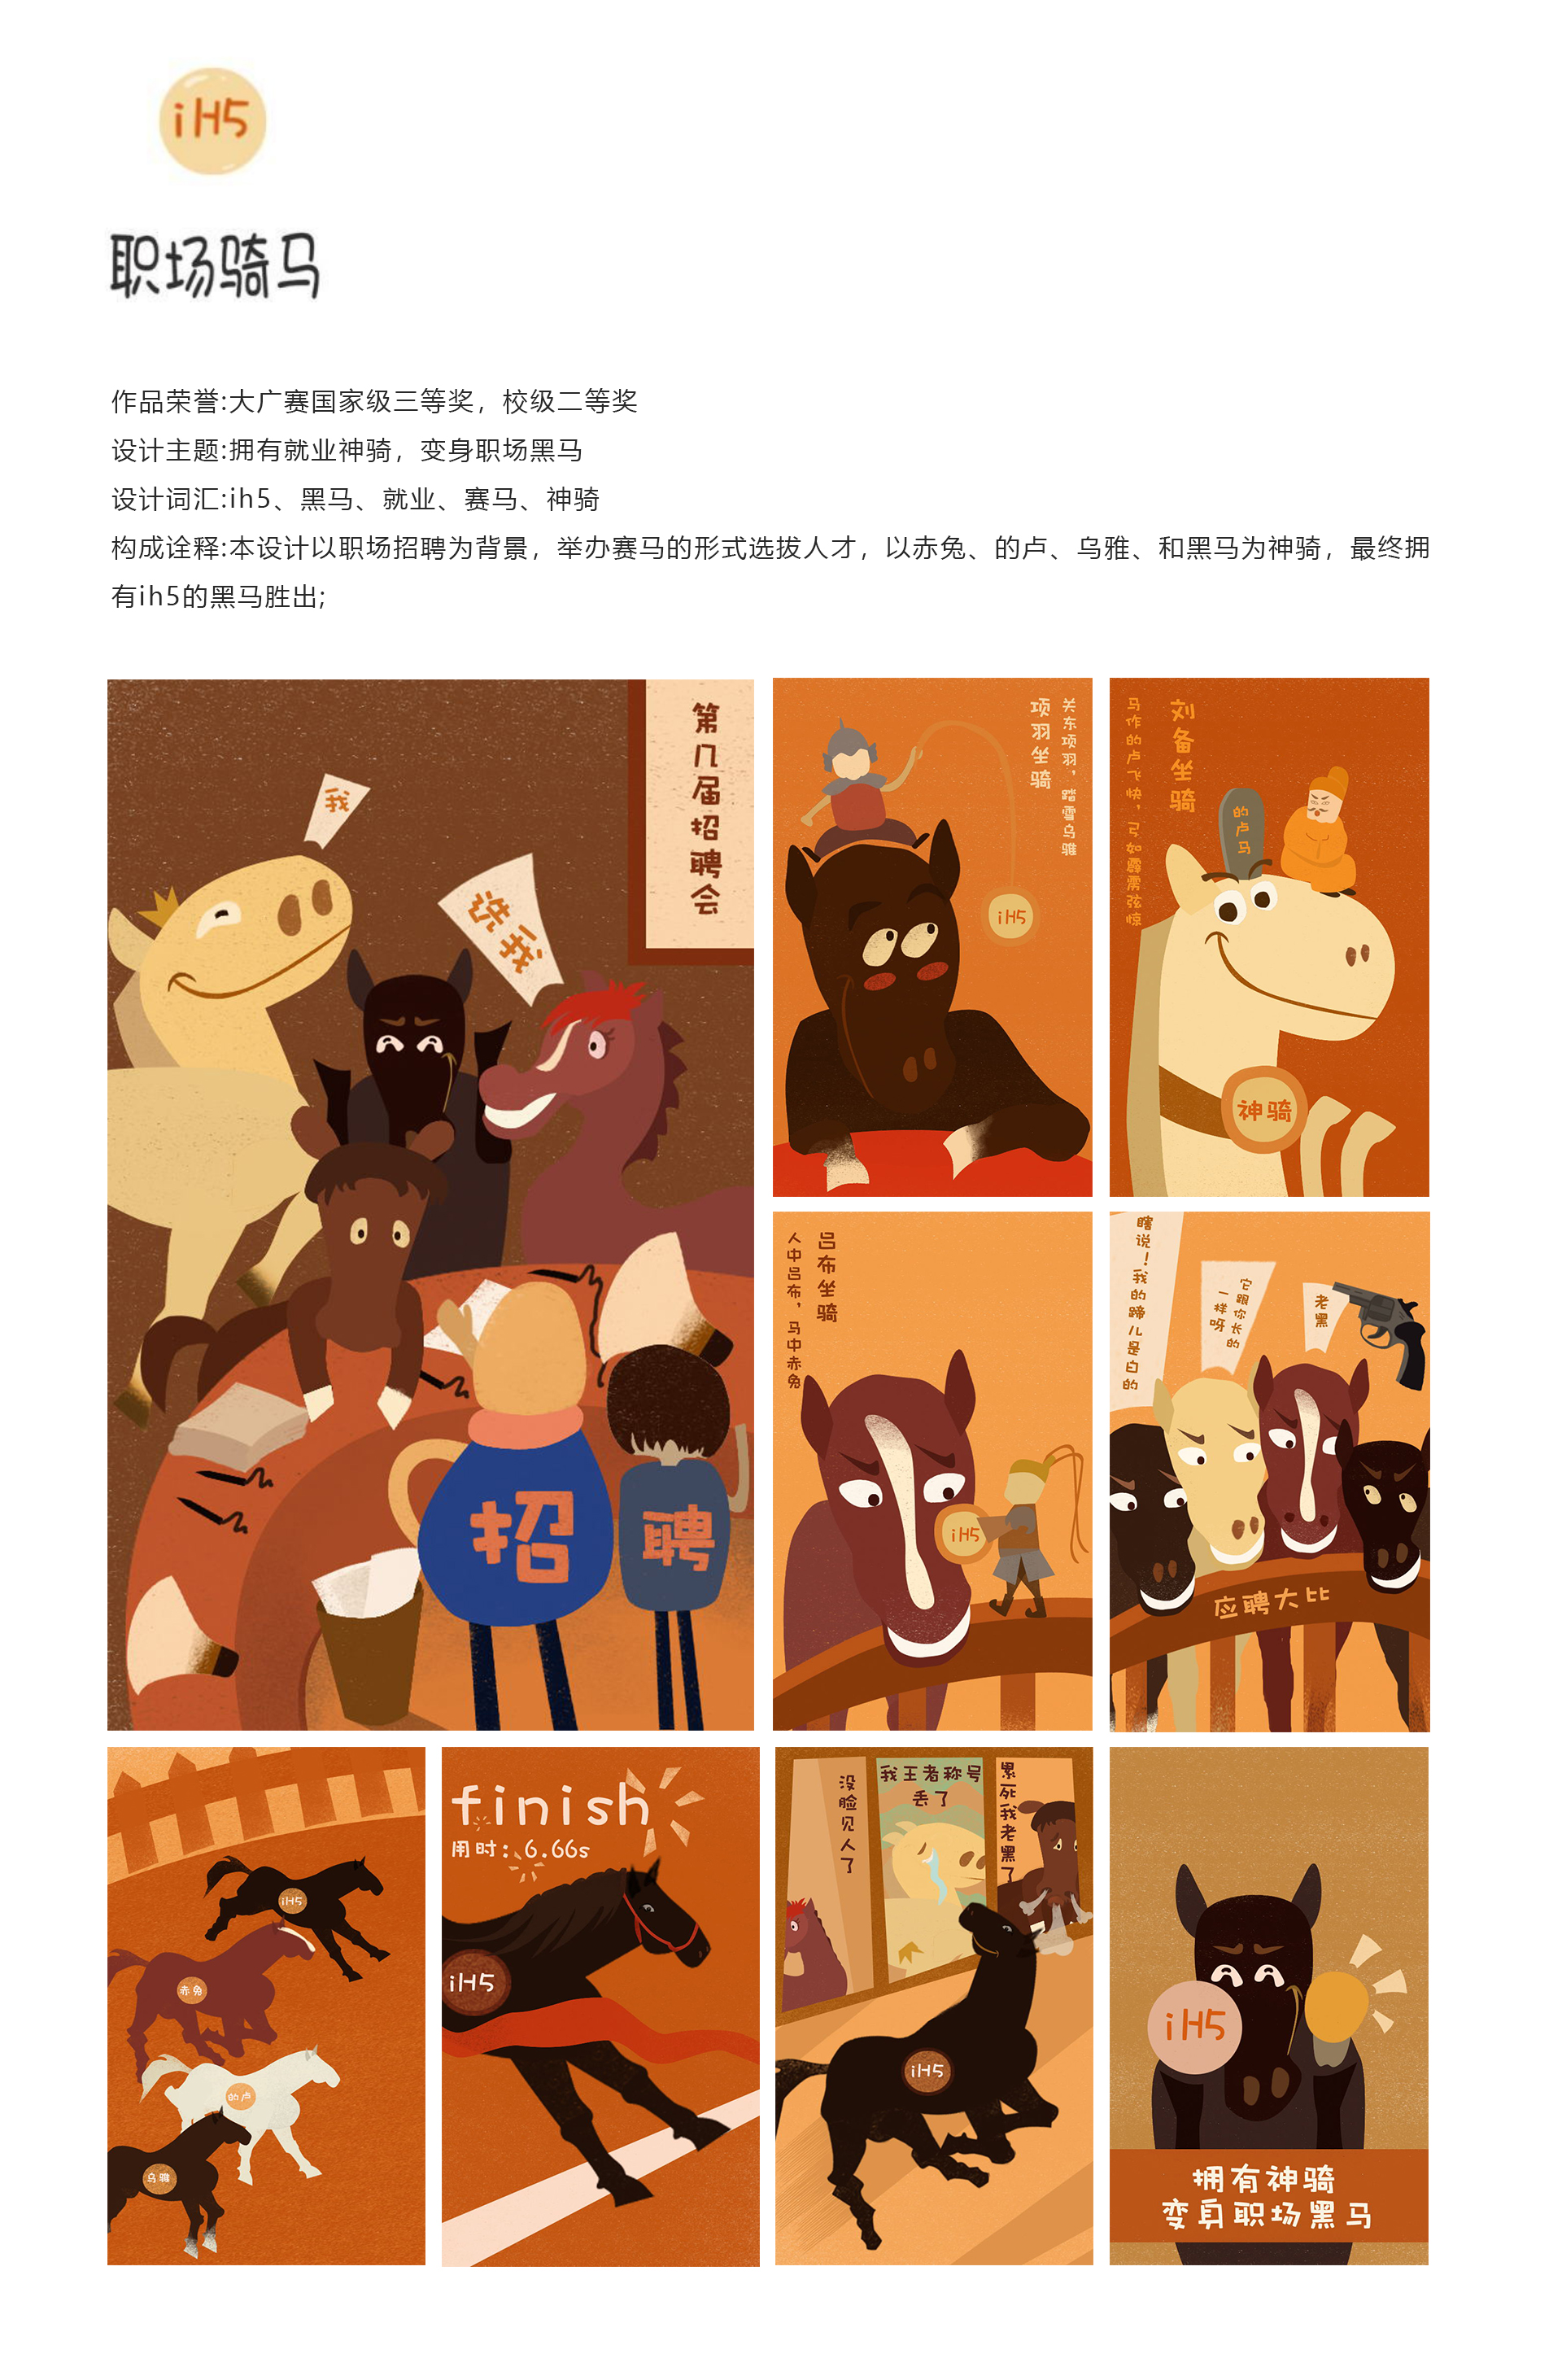 iH5
职场骑马
作品荣誉:大广赛国家级三等奖，校级二等奖
设计主题:拥有就业神骑，变身职场黑马
设计词汇:ih5、黑马、就业、赛马、神骑
构成诠释:本设计以职场招聘为背景，举办赛马的形式选拔人才，以赤兔、的卢、乌雅、和黑马为神骑，最终拥
有ih5的黑马胜出;
第几届招聘会
我
选我
招
聘
关东项羽，踏雪乌骓
项羽坐骑
iH5
刘备坐骑
马作的卢飞快，弓如霹雳弦惊
的卢马
神骑
吕布坐骑
人中吕布，马中赤兔
iH5
瞎说！我的蹄儿是白的
它跟你长的
一样呀
老黑
应聘大比
iH5
赤兔
的卢
乌雅
finish
用时：6.66s
iH5
没脸见人了
我王者称号
丢了
累死我老黑了
iH5
iH5
拥有神骑
变身职场黑马